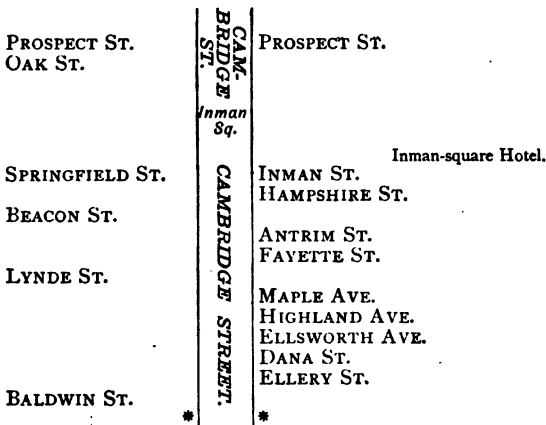 PROSPECT ST.
OAK ST.
CAM-
BRIDGE
ST.
PROSPECT ST.
Inman
Sq.
Inman-square Hotel.
SPRINGFIELD ST.
BEACON ST.
LYNDE ST.
BALDWIN ST.
CAMBRIDGE STREET.
INMAN ST.
HAMPSHIRE ST.
ANTRIM ST.
FAYETTE ST.
MAPLE AVE.
HIGHLAND AVE.
ELLSWORTH AVE.
DANA ST.
ELLERY ST.
* *